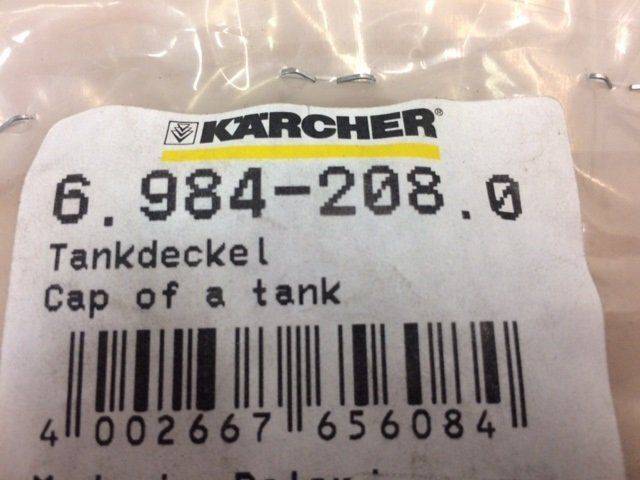 KÄRCHER®
6.984-208.0
Tankdeckel
Cap of a tank
4 002667 656084